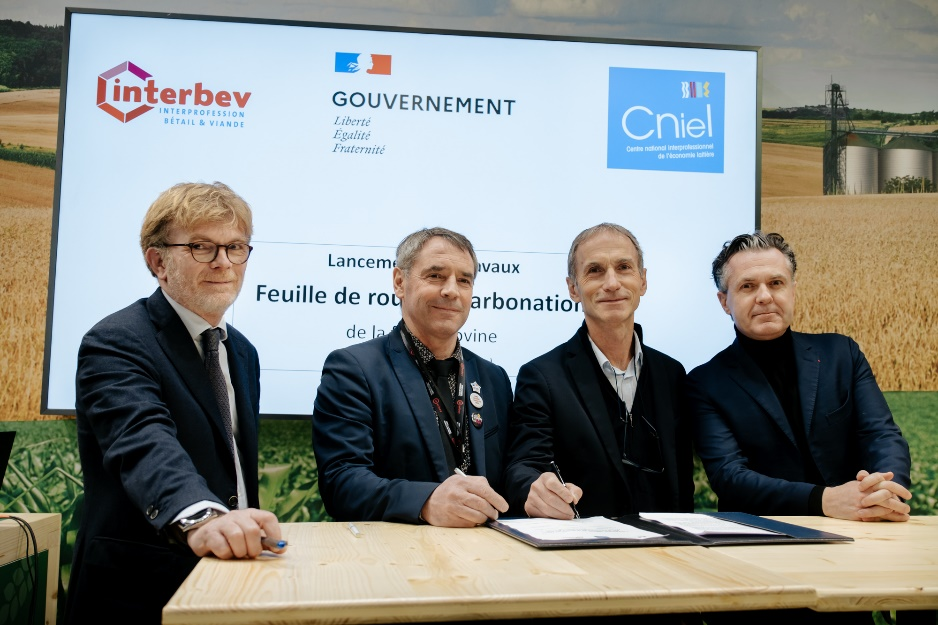 interbev
INTERPROFESSION
BÉTAIL & VIANDE
GOUVERNEMENT
Liberté
Égalité
Fraternité
Cniel
Centre national interprofessionnel
de l'économie laitière
Lanceme avaux
Feuille de rou arbonation
de la ovine